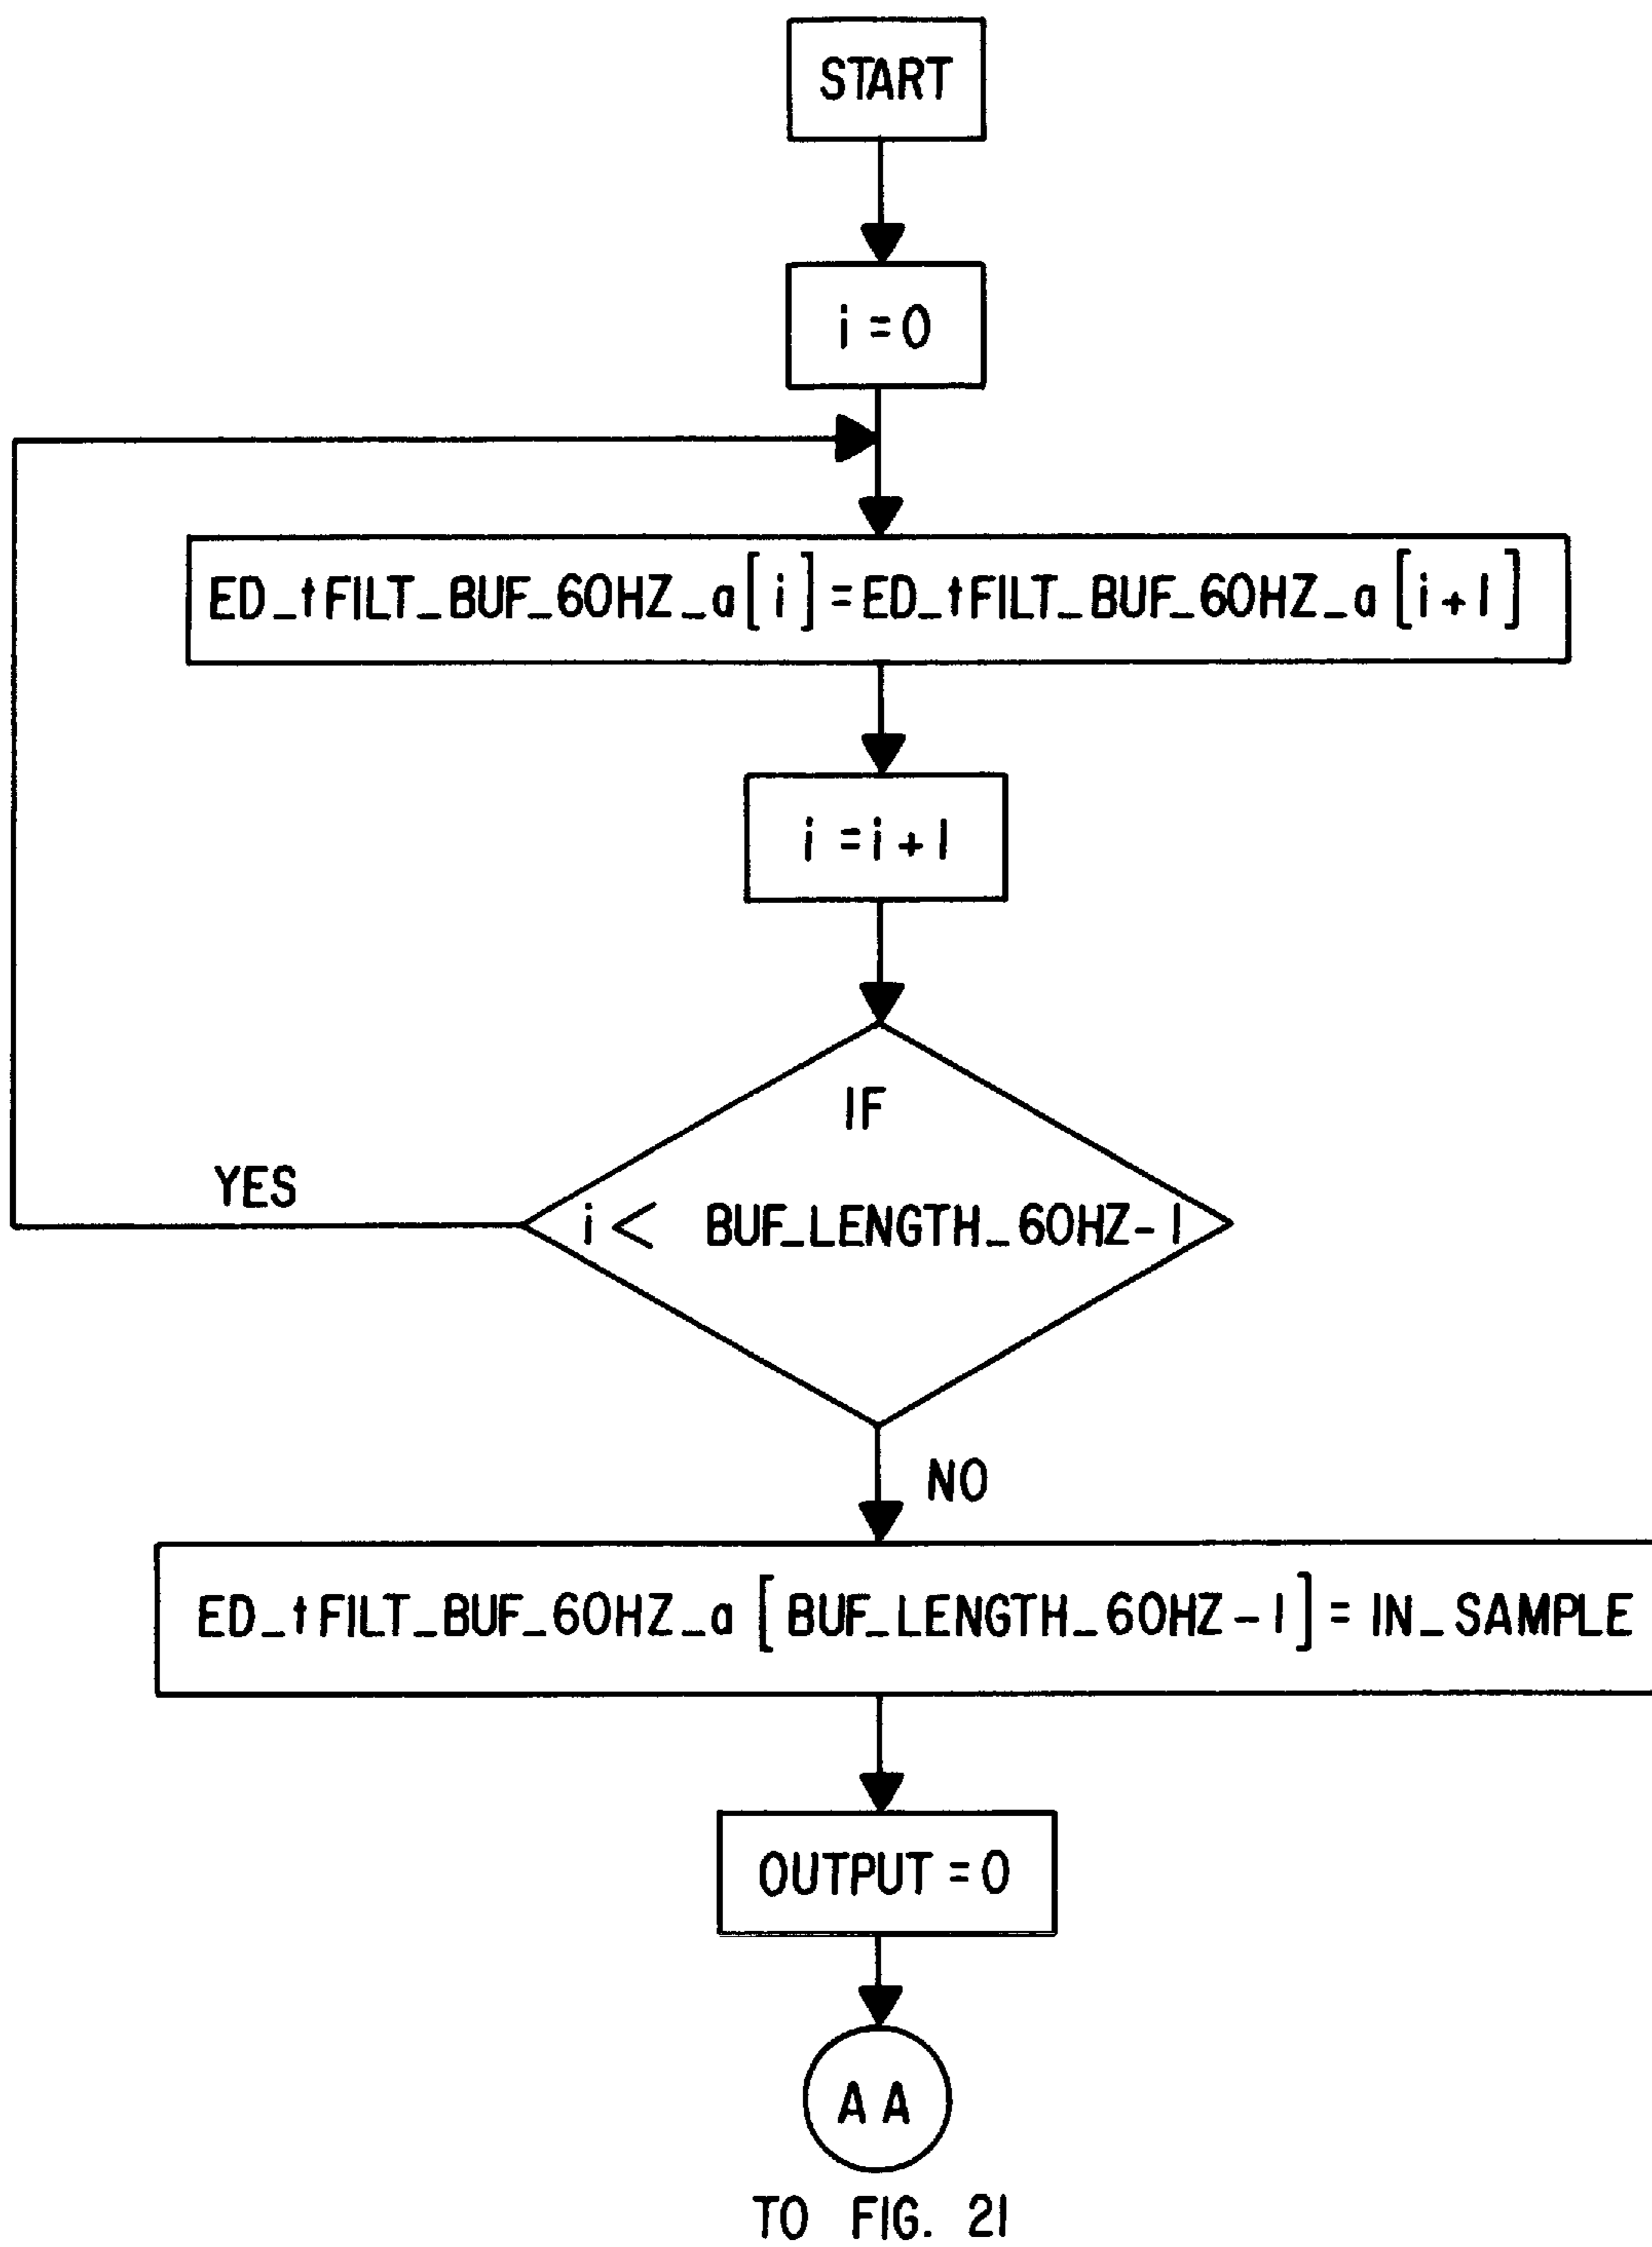 START
i = 0
ED_tFILT_BUF_60HZ_a[i] = ED_tFILT_BUF_60HZ_a[i+1]
i = i + 1
IF
i < BUF_LENGTH_60HZ-1
YES
NO
ED_tFILT_BUF_60HZ_a[BUF_LENGTH_60HZ-1] = IN_SAMPLE
OUTPUT = 0
AA
TO FIG. 21